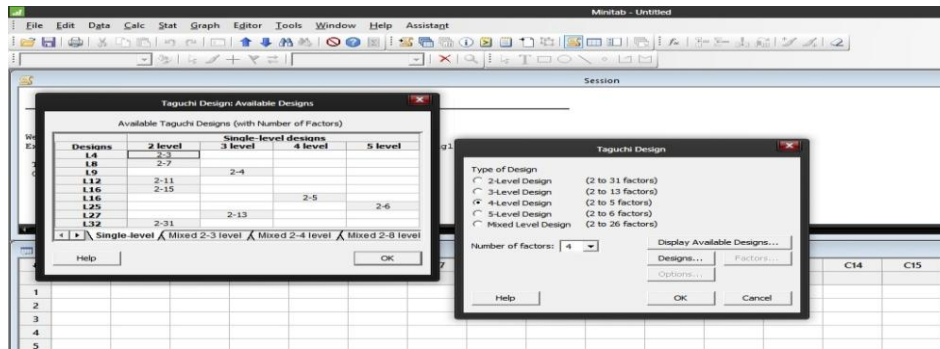 Minitab - Untitled
File Edit Data Calc Stat Graph Editor Tools Window Help Assistant
Session
Taguchi Design: Available Designs
Available Taguchi Designs (with Number of Factors)
Single-level designs
Designs 2 level 3 level 4 level 5 level
L4 2-3
L8 2-7
L9 2-4
L12 2-11
L16 2-15
L16 2-5
L25 2-6
L27 2-13
L32 2-31
Single-level Mixed 2-3 level Mixed 2-4 level Mixed 2-8 level
Help OK
Taguchi Design
Type of Design
2-Level Design (2 to 31 factors)
3-Level Design (2 to 13 factors)
4-Level Design (2 to 5 factors)
5-Level Design (2 to 6 factors)
Mixed Level Design (2 to 26 factors)
Number of factors: 4 Display Available Designs...
Designs... Factors...
Options...
Help OK Cancel
C14 C15
1
2
3
4
5